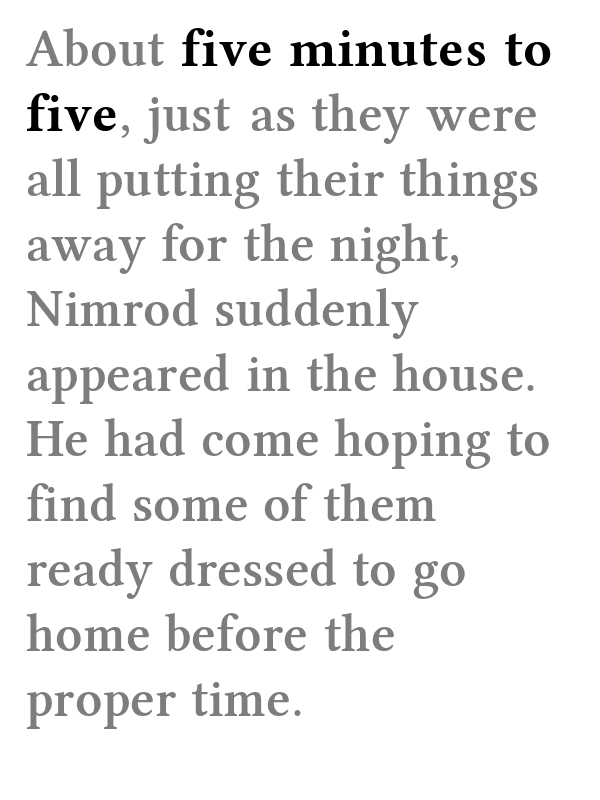 About five minutes to
five, just as they were
all putting their things
away for the night,
Nimrod suddenly
appeared in the house.
He had come hoping to
find some of them
ready dressed to go
home before the
proper time.